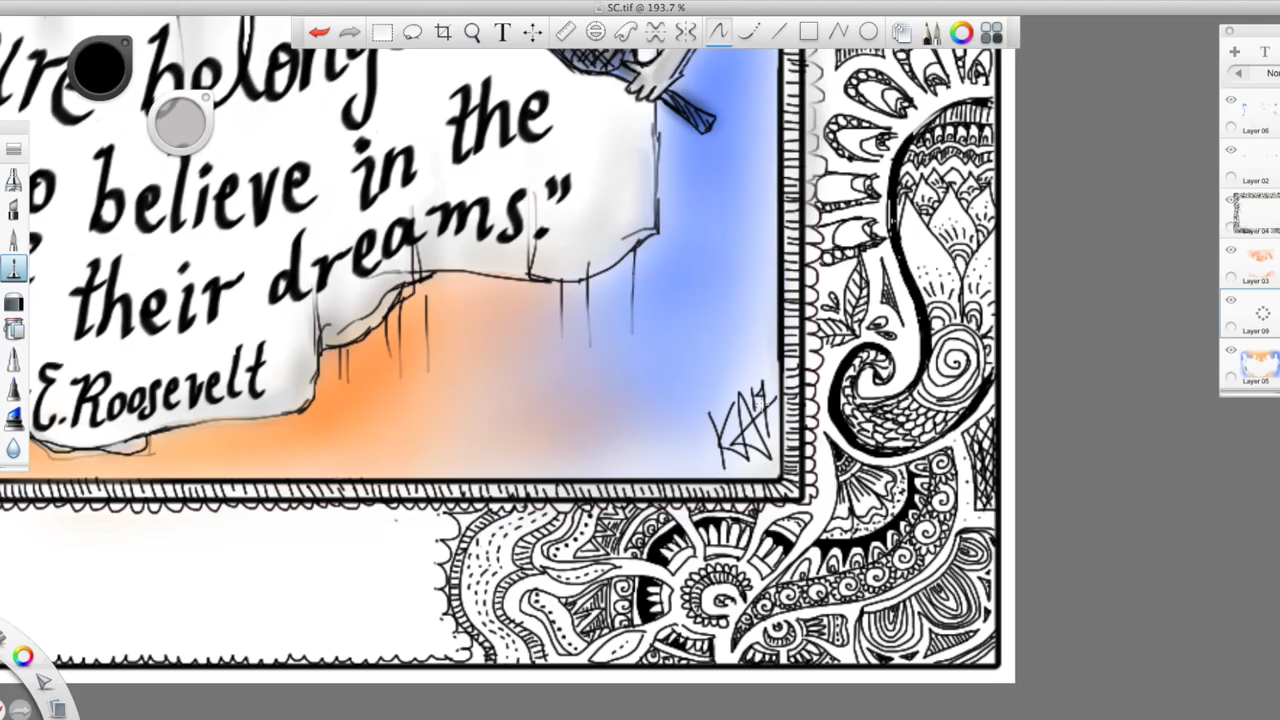 SC.tif @ 193.7 %
T
T
belong
believe in the
their dreams."
E.Roosevelt
KAY
Layer 06
Layer 02
Layer 04
Layer 03
Layer 09
Layer 05